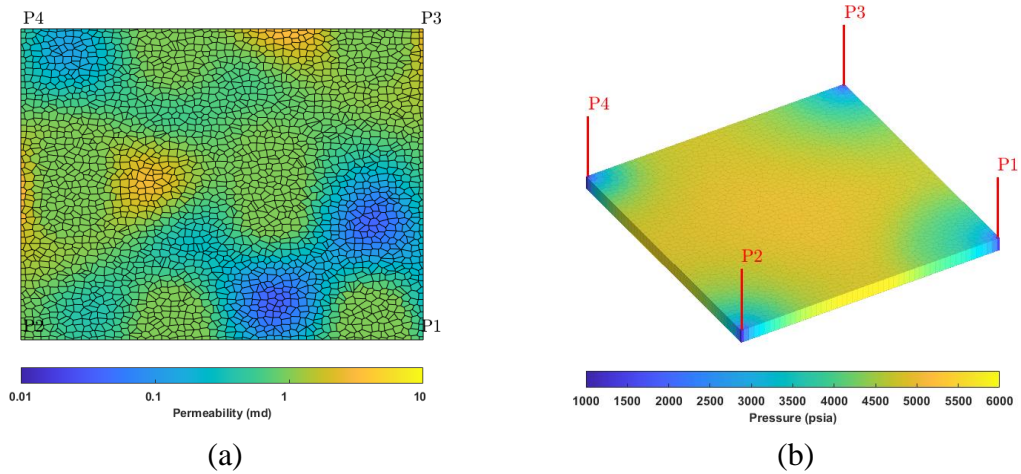 P4 P3
P2 P1
0.01 0.1 1 10
Permeability (md)
(a)
P3
P4
P1
P2
1000 1500 2000 2500 3000 3500 4000 4500 5000 5500 6000
Pressure (psia)
(b)